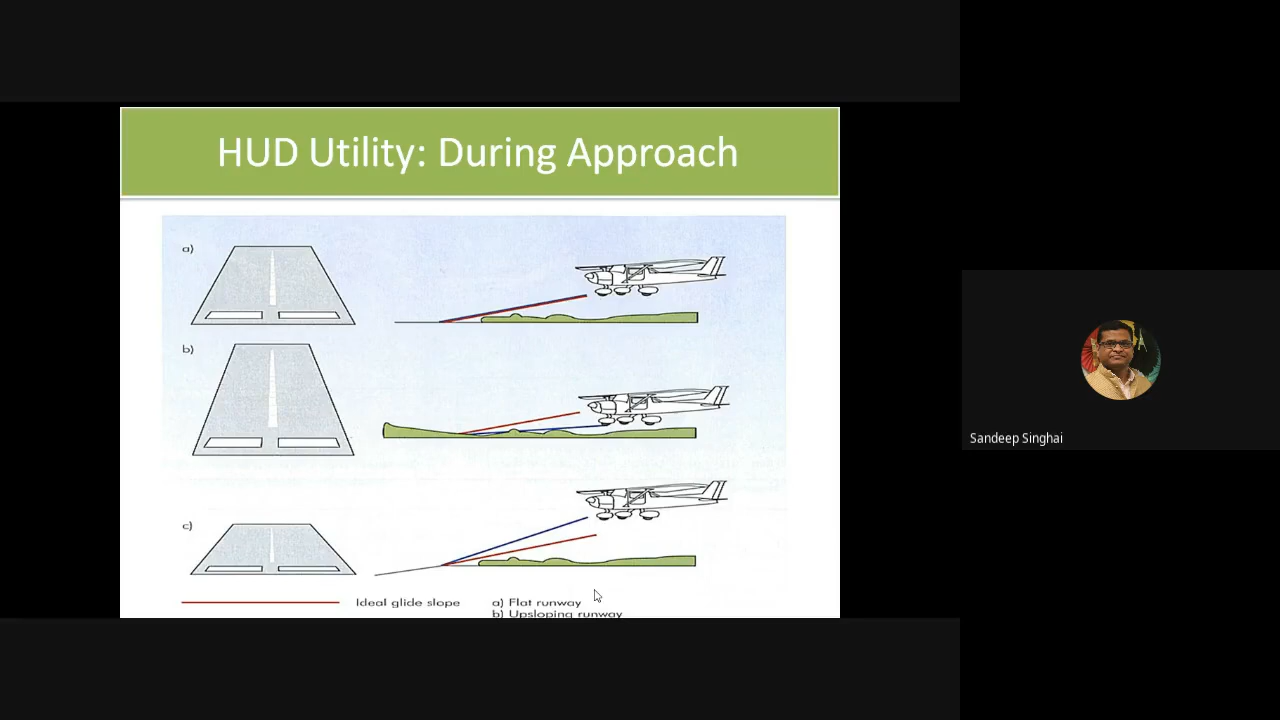 HUD Utility: During Approach
a)
b)
c)
Ideal glide slope
a) Flat runway
b) Upsloping runway
Sandeep Singhai